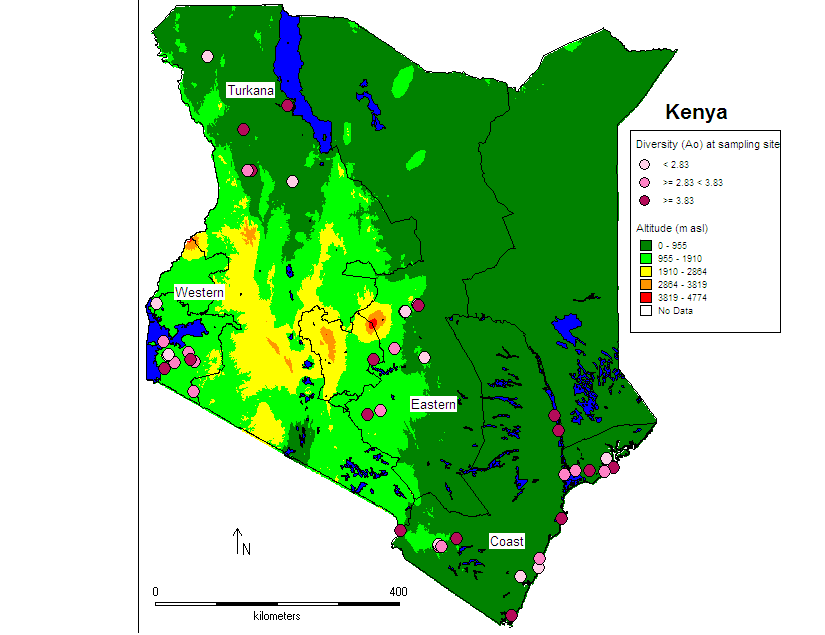 Kenya
Turkana
Diversity (Ao) at sampling site
< 2.83
>= 2.83 < 3.83
>= 3.83
Altitude (m asl)
0 - 955
955 - 1910
1910 - 2864
2864 - 3819
3819 - 4774
No Data
Western
Eastern
Coast
N
0 400
kilometers